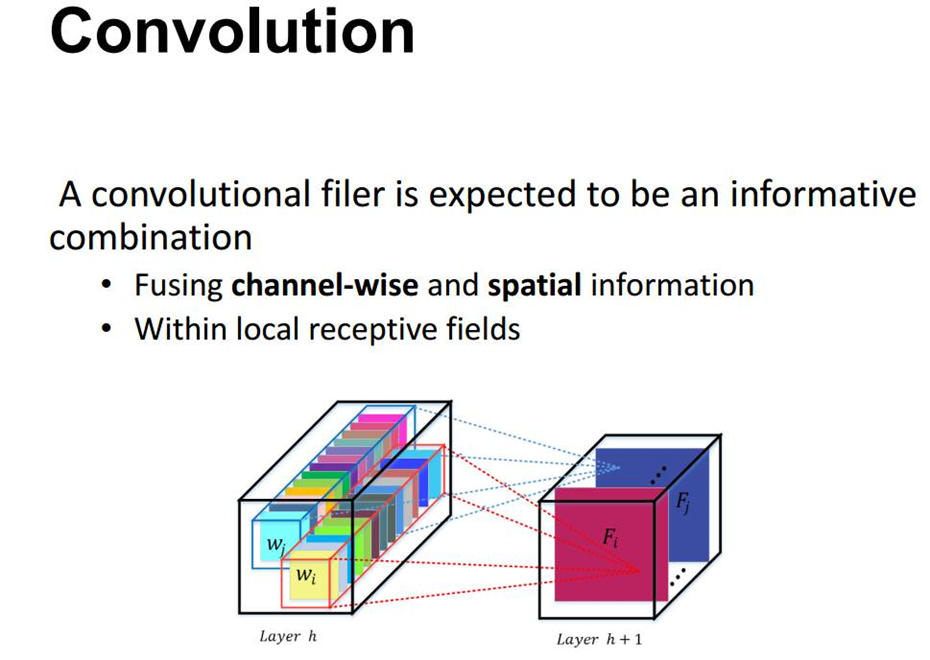 Convolution
A convolutional filer is expected to be an informative
combination
• Fusing channel-wise and spatial information
• Within local receptive fields
w_j
w_i
F_i
F_j
Layer h
Layer h + 1